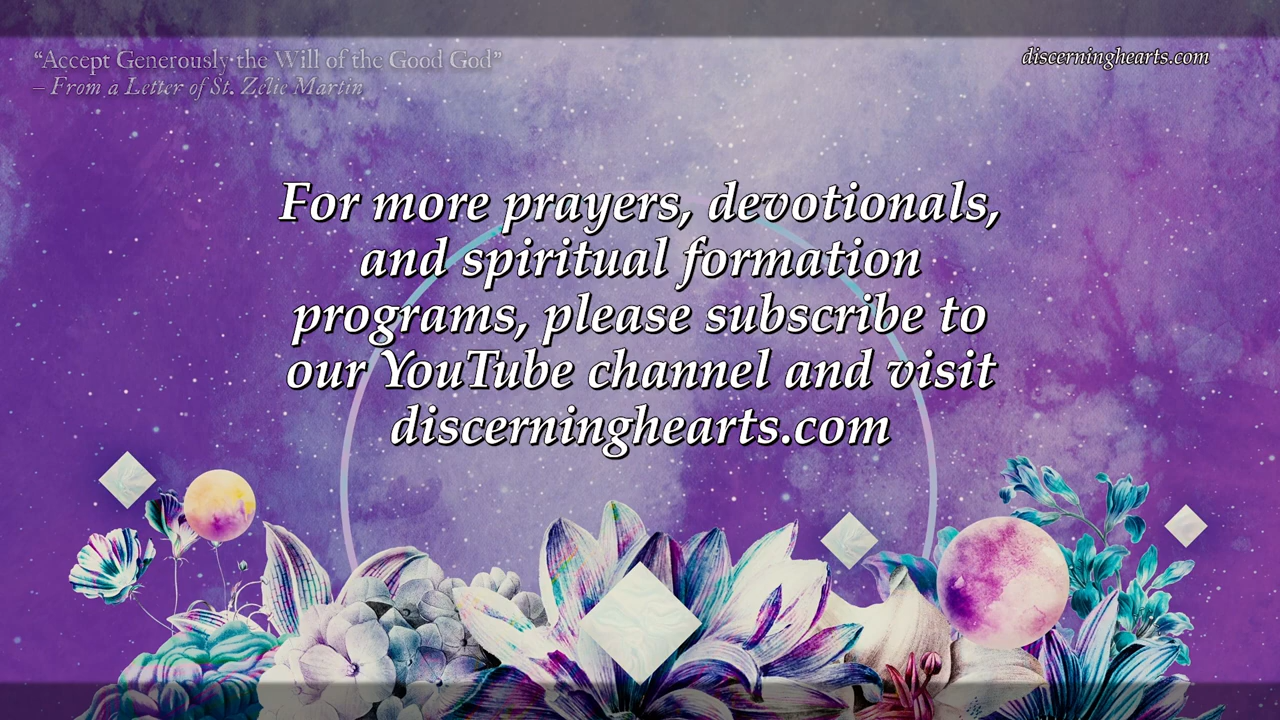 “Accept Generously the Will of the Good God”
– From a Letter of St. Zélie Martin
discerninghearts.com
For more prayers, devotionals,
and spiritual formation
programs, please subscribe to
our YouTube channel and visit
discerninghearts.com